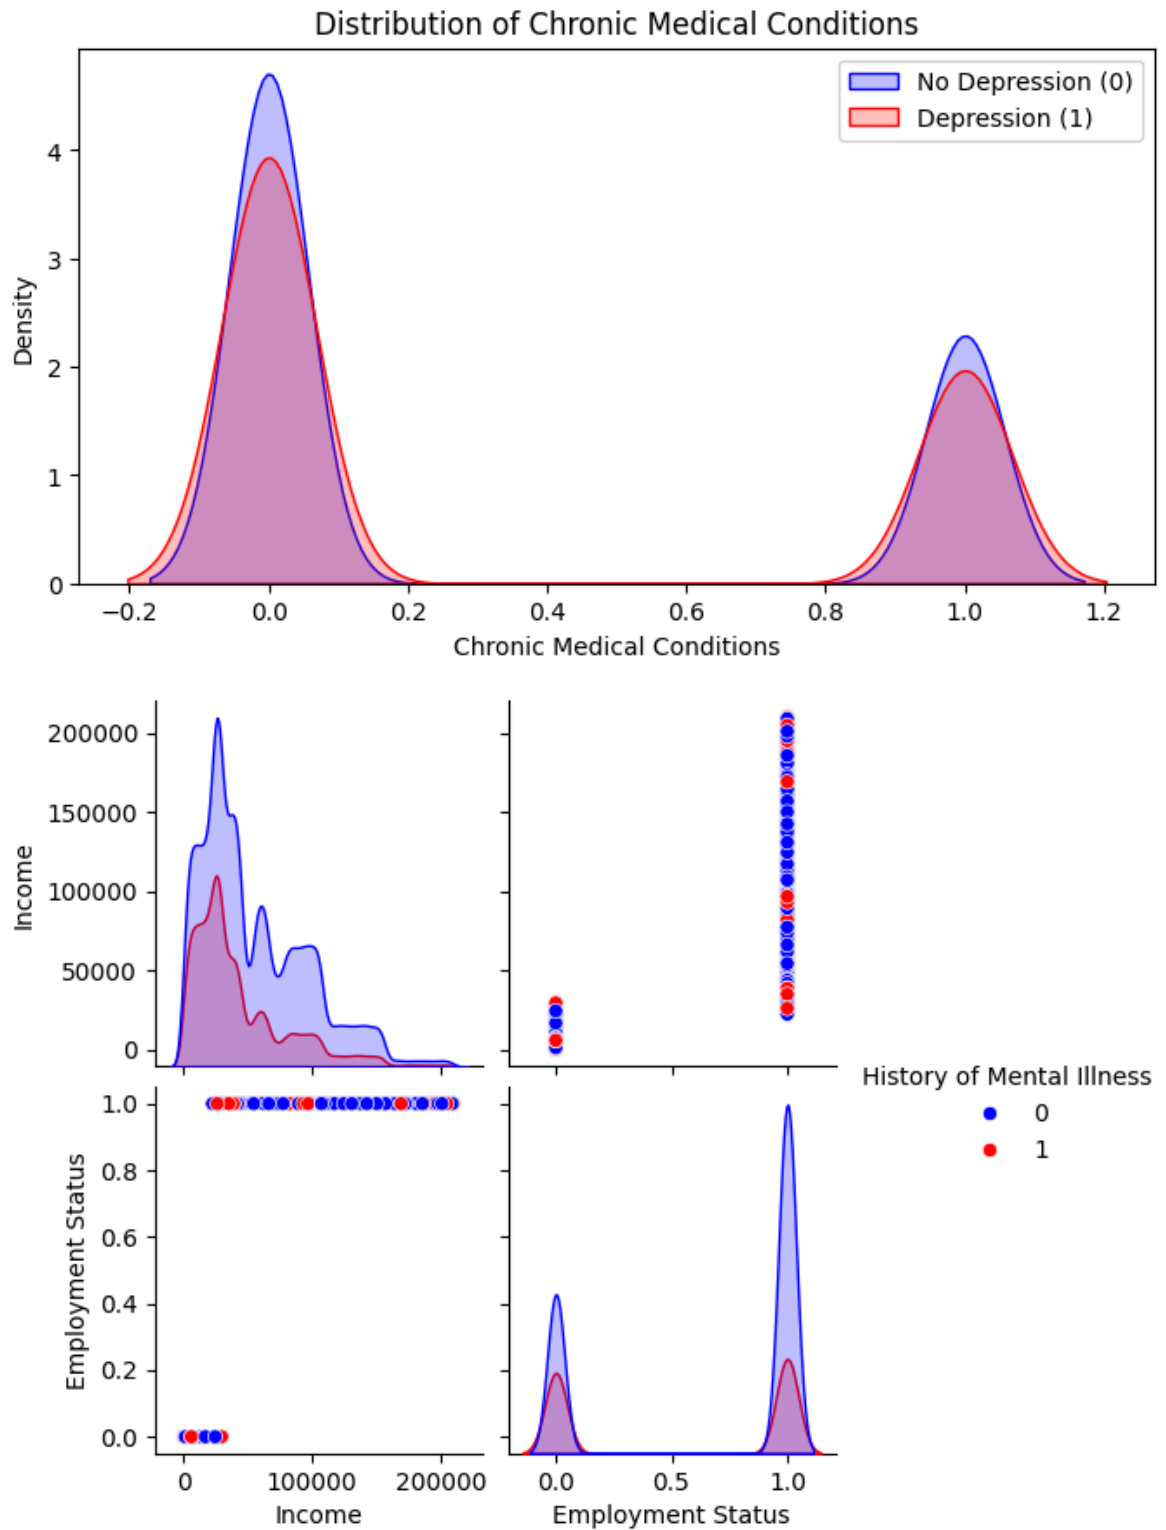 Distribution of Chronic Medical Conditions
No Depression (0)
Depression (1)
4
3
2
1
0
Density
−0.2 0.0 0.2 0.4 0.6 0.8 1.0 1.2
Chronic Medical Conditions
200000
150000
100000
50000
0
Income
History of Mental Illness
0
1
1.0
0.8
0.6
0.4
0.2
0.0
Employment Status
0 100000 200000
Income
0.0 0.5 1.0
Employment Status